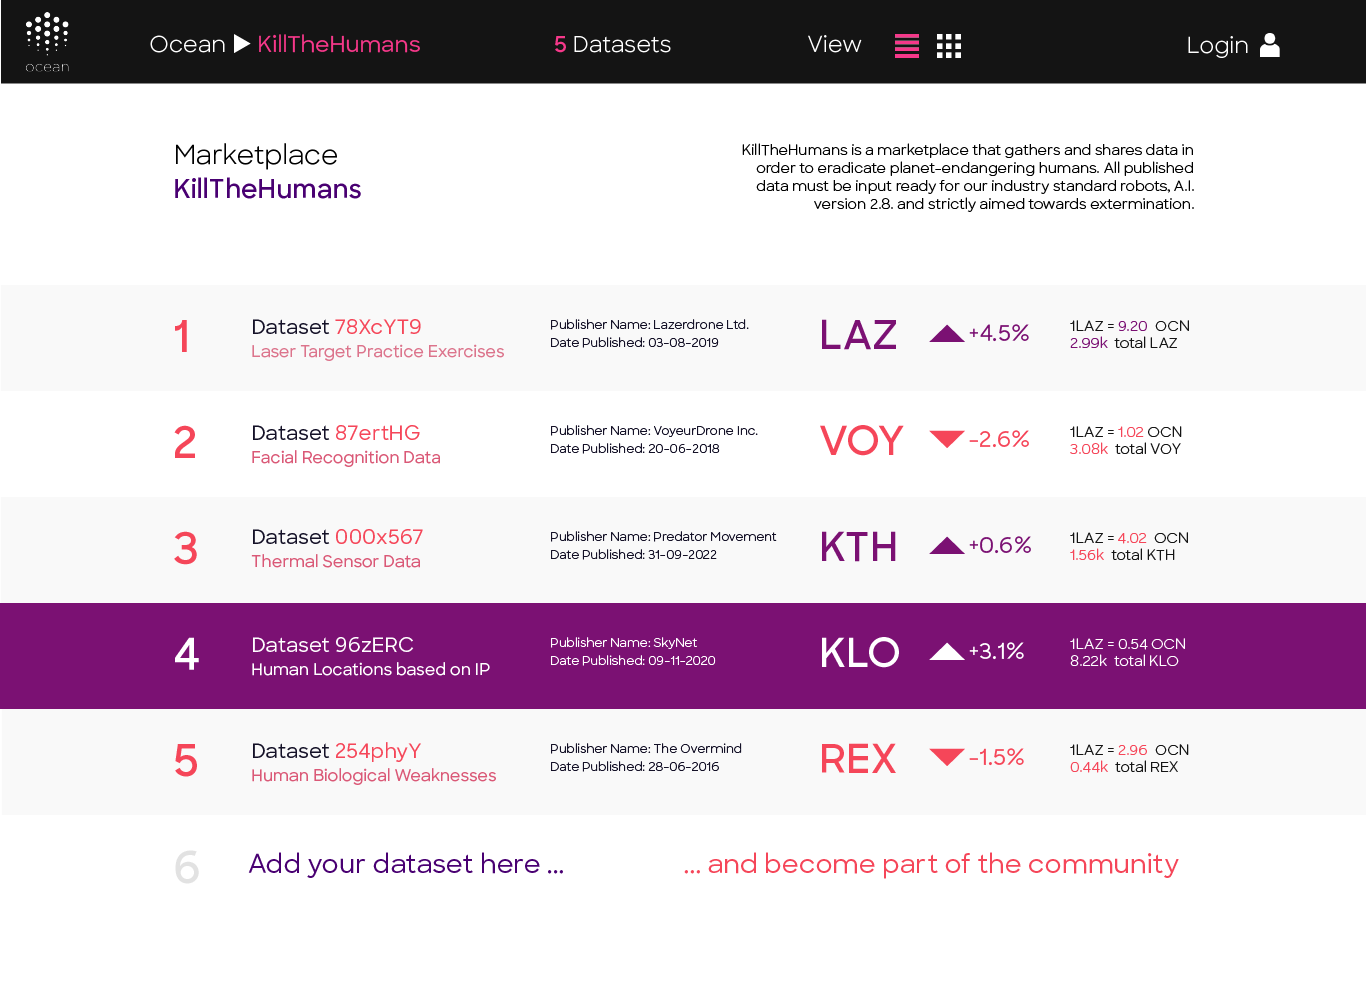 ocean
Ocean KillTheHumans
5 Datasets
View
Login
Marketplace
KillTheHumans
KillTheHumans is a marketplace that gathers and shares data in
order to eradicate planet-endangering humans. All published
data must be input ready for our industry standard robots, A.I.
version 2.8. and strictly aimed towards extermination.
1
Dataset 78XcYT9
Laser Target Practice Exercises
Publisher Name: Lazerdrone Ltd.
Date Published: 03-08-2019
LAZ
+4.5%
1LAZ = 9.20 OCN
2.99k total LAZ
2
Dataset 87ertHG
Facial Recognition Data
Publisher Name: VoyeurDrone Inc.
Date Published: 20-06-2018
VOY
-2.6%
1LAZ = 1.02 OCN
3.08k total VOY
3
Dataset 000x567
Thermal Sensor Data
Publisher Name: Predator Movement
Date Published: 31-09-2022
KTH
+0.6%
1LAZ = 4.02 OCN
1.56k total KTH
4
Dataset 96zERC
Human Locations based on IP
Publisher Name: SkyNet
Date Published: 09-11-2020
KLO
+3.1%
1LAZ = 0.54 OCN
8.22k total KLO
5
Dataset 254phyY
Human Biological Weaknesses
Publisher Name: The Overmind
Date Published: 28-06-2016
REX
-1.5%
1LAZ = 2.96 OCN
0.44k total REX
6
Add your dataset here ...
... and become part of the community